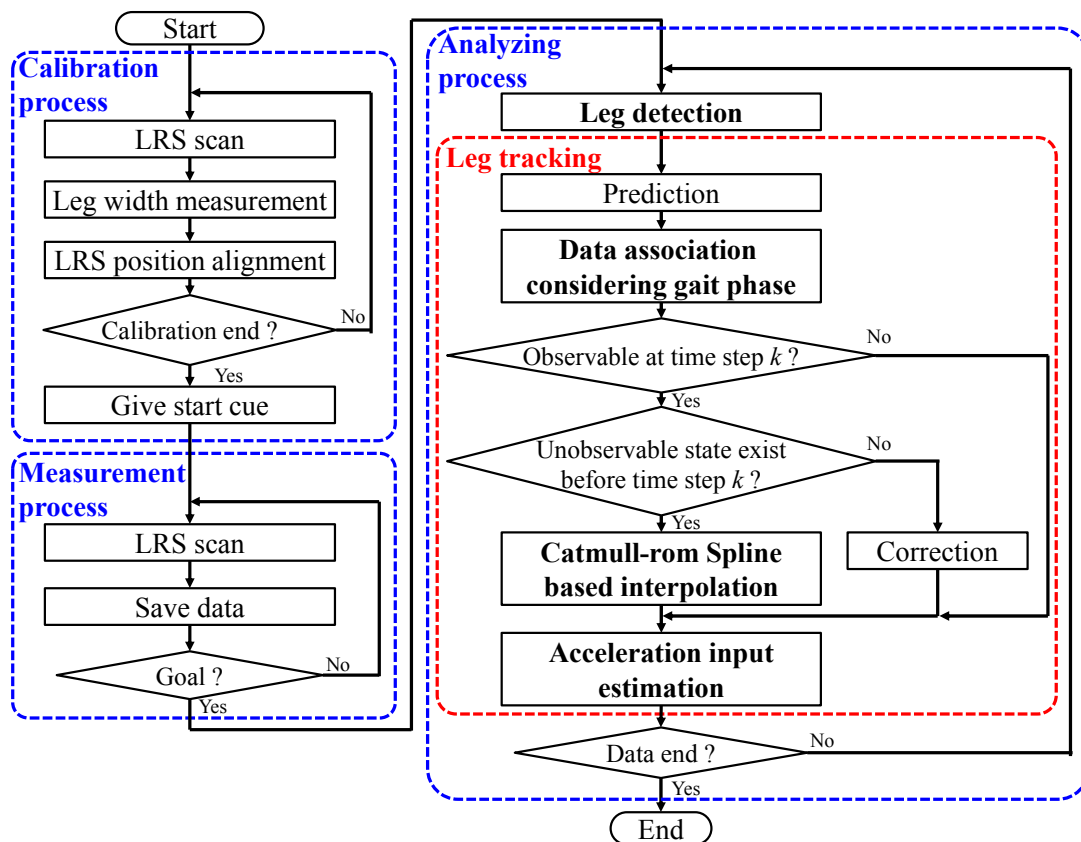 Start
Calibration
process
LRS scan
Leg width measurement
LRS position alignment
Calibration end ?
No
Yes
Give start cue
Measurement
process
LRS scan
Save data
Goal ?
No
Yes
Analyzing
process
Leg detection
Leg tracking
Prediction
Data association
considering gait phase
Observable at time step k ?
No
Yes
Unobservable state exist
before time step k ?
No
Yes
Catmull-rom Spline
based interpolation
Correction
Acceleration input
estimation
Data end ?
No
Yes
End